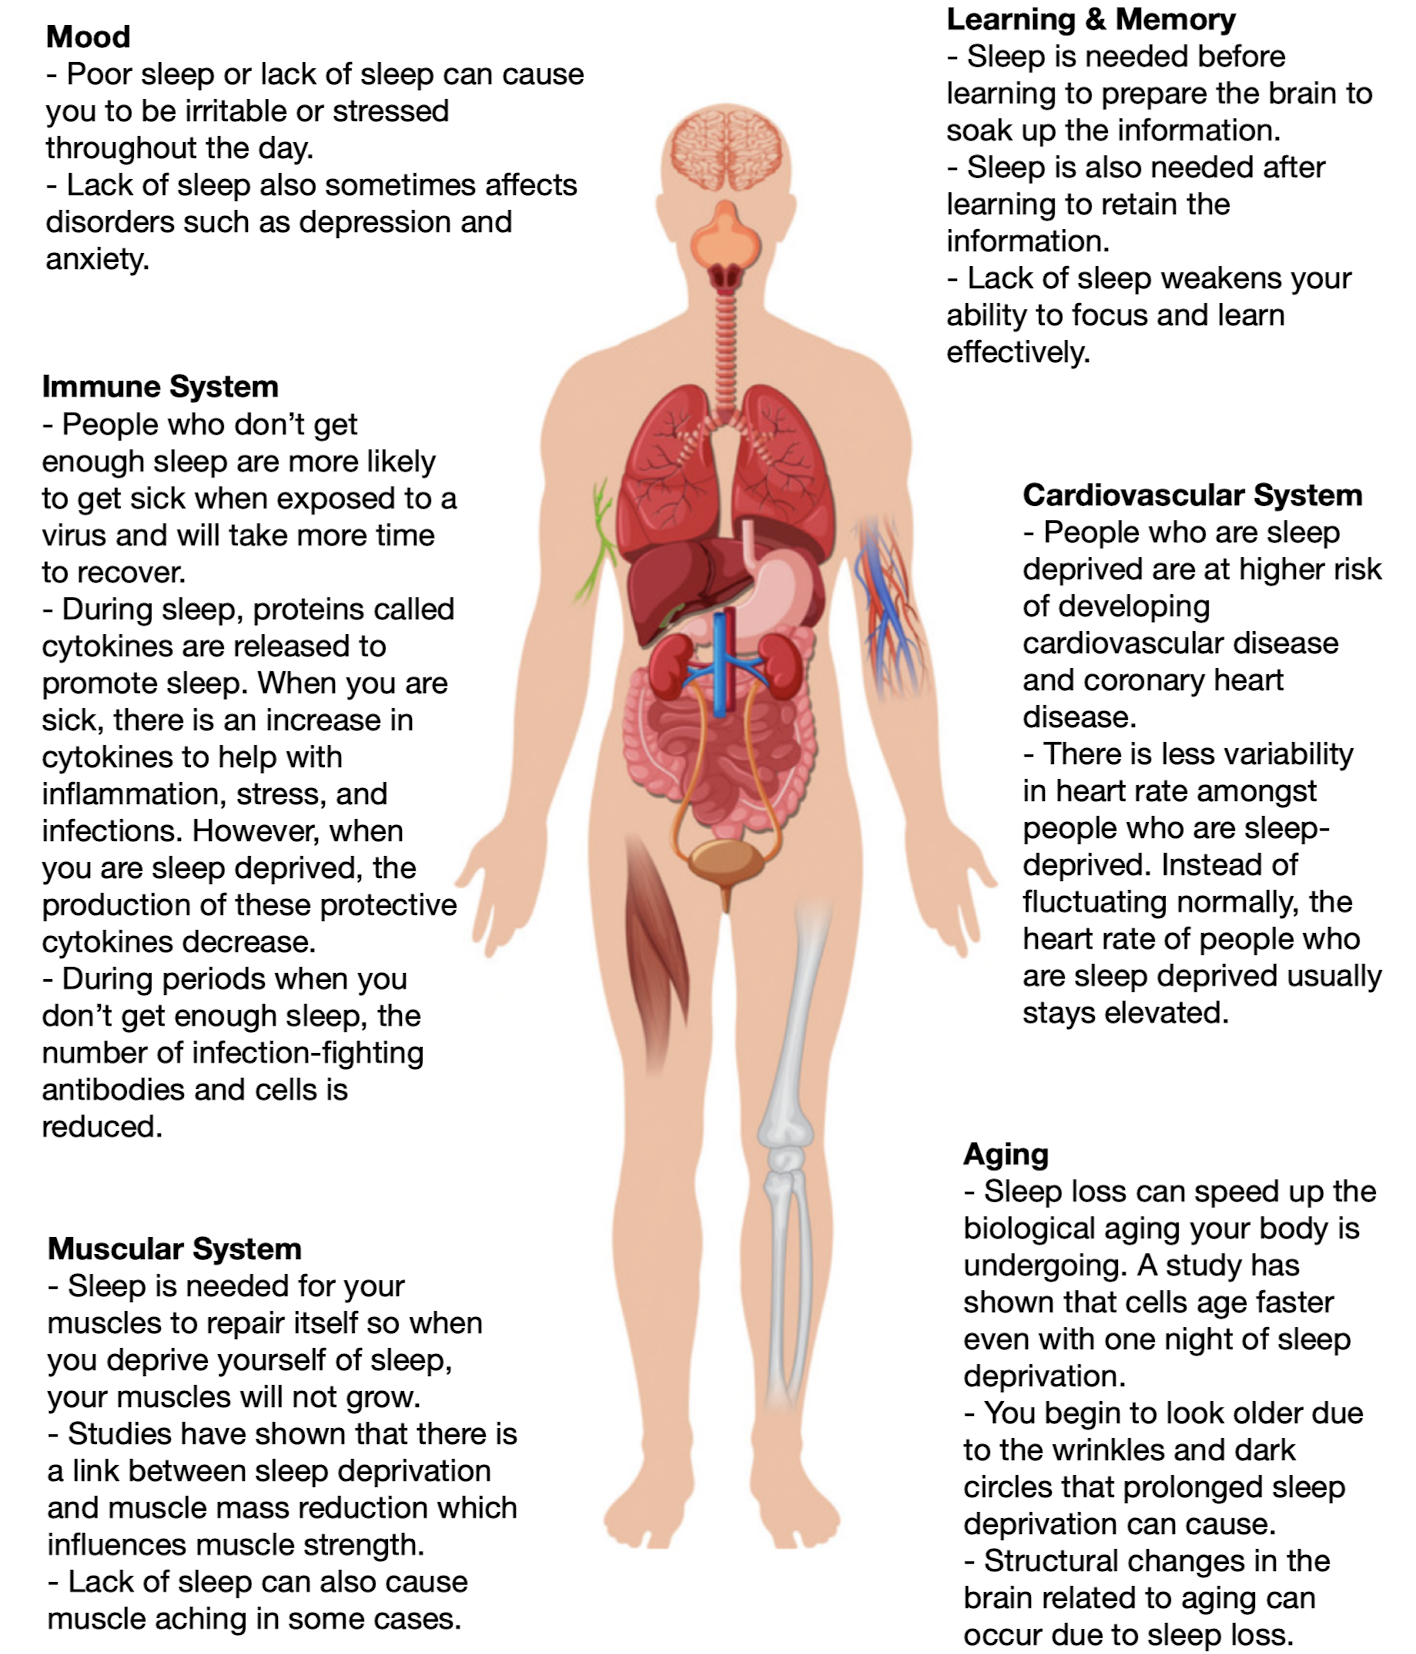 Mood
- Poor sleep or lack of sleep can cause
you to be irritable or stressed
throughout the day.
- Lack of sleep also sometimes affects
disorders such as depression and
anxiety.
Immune System
- People who don’t get
enough sleep are more likely
to get sick when exposed to a
virus and will take more time
to recover.
- During sleep, proteins called
cytokines are released to
promote sleep. When you are
sick, there is an increase in
cytokines to help with
inflammation, stress, and
infections. However, when
you are sleep deprived, the
production of these protective
cytokines decrease.
- During periods when you
don’t get enough sleep, the
number of infection-fighting
antibodies and cells is
reduced.
Muscular System
- Sleep is needed for your
muscles to repair itself so when
you deprive yourself of sleep,
your muscles will not grow.
- Studies have shown that there is
a link between sleep deprivation
and muscle mass reduction which
influences muscle strength.
- Lack of sleep can also cause
muscle aching in some cases.
Learning & Memory
- Sleep is needed before
learning to prepare the brain to
soak up the information.
- Sleep is also needed after
learning to retain the
information.
- Lack of sleep weakens your
ability to focus and learn
effectively.
Cardiovascular System
- People who are sleep
deprived are at higher risk
of developing
cardiovascular disease
and coronary heart
disease.
- There is less variability
in heart rate amongst
people who are sleep-
deprived. Instead of
fluctuating normally, the
heart rate of people who
are sleep deprived usually
stays elevated.
Aging
- Sleep loss can speed up the
biological aging your body is
undergoing. A study has
shown that cells age faster
even with one night of sleep
deprivation.
- You begin to look older due
to the wrinkles and dark
circles that prolonged sleep
deprivation can cause.
- Structural changes in the
brain related to aging can
occur due to sleep loss.